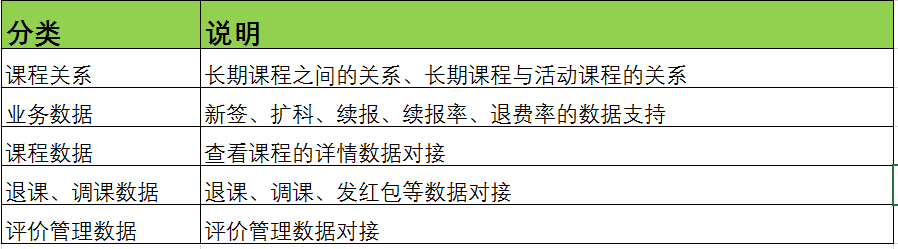 分类 说明
课程关系 长期课程之间的关系、长期课程与活动课程的关系
业务数据 新签、扩科、续报、续报率、退费率的数据支持
课程数据 查看课程的详情数据对接
退课、调课数据 退课、调课、发红包等数据对接
评价管理数据 评价管理数据对接